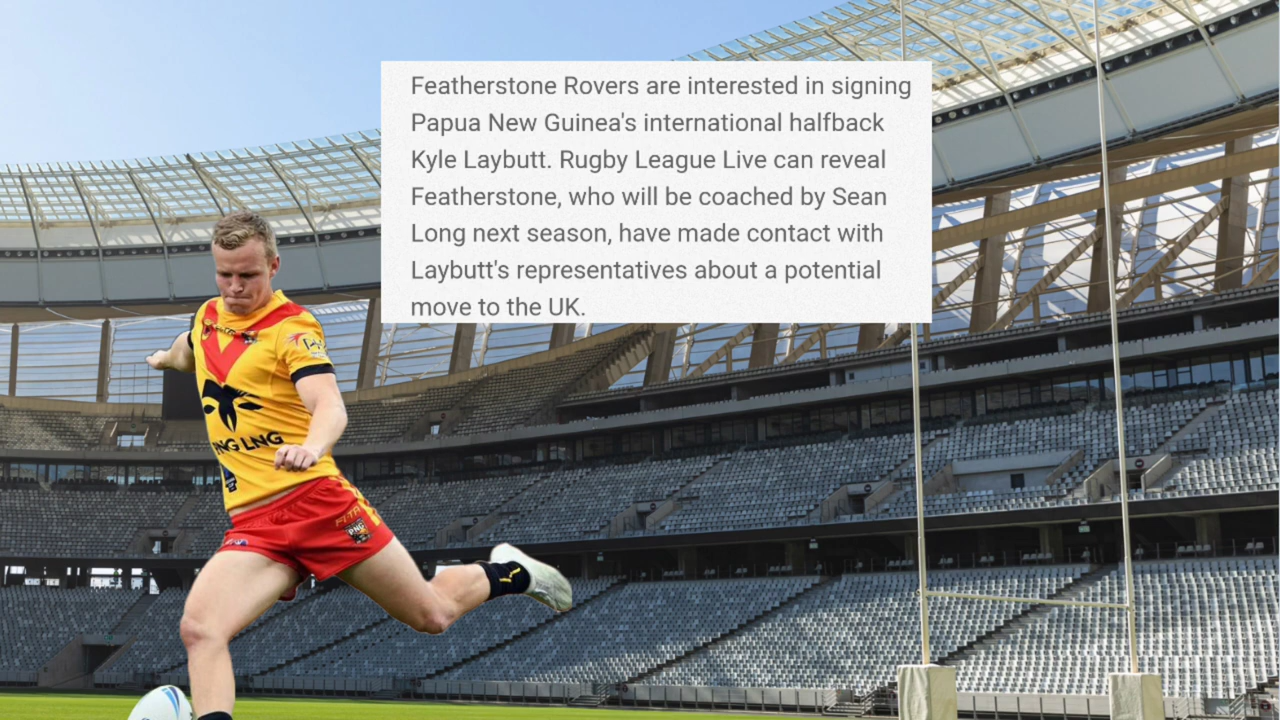 Featherstone Rovers are interested in signing
Papua New Guinea's international halfback
Kyle Laybutt. Rugby League Live can reveal
Featherstone, who will be coached by Sean
Long next season, have made contact with
Laybutt's representatives about a potential
move to the UK.
PNG LNG
PNG